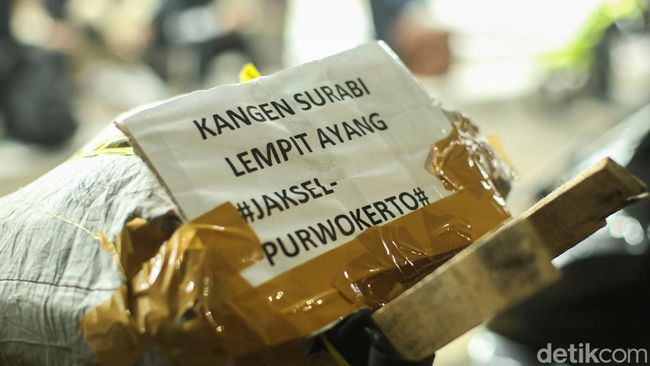 KANGEN SURABI
LEMPIT AYANG
#JAKSEL-
PURWOKERTO#
detikcom